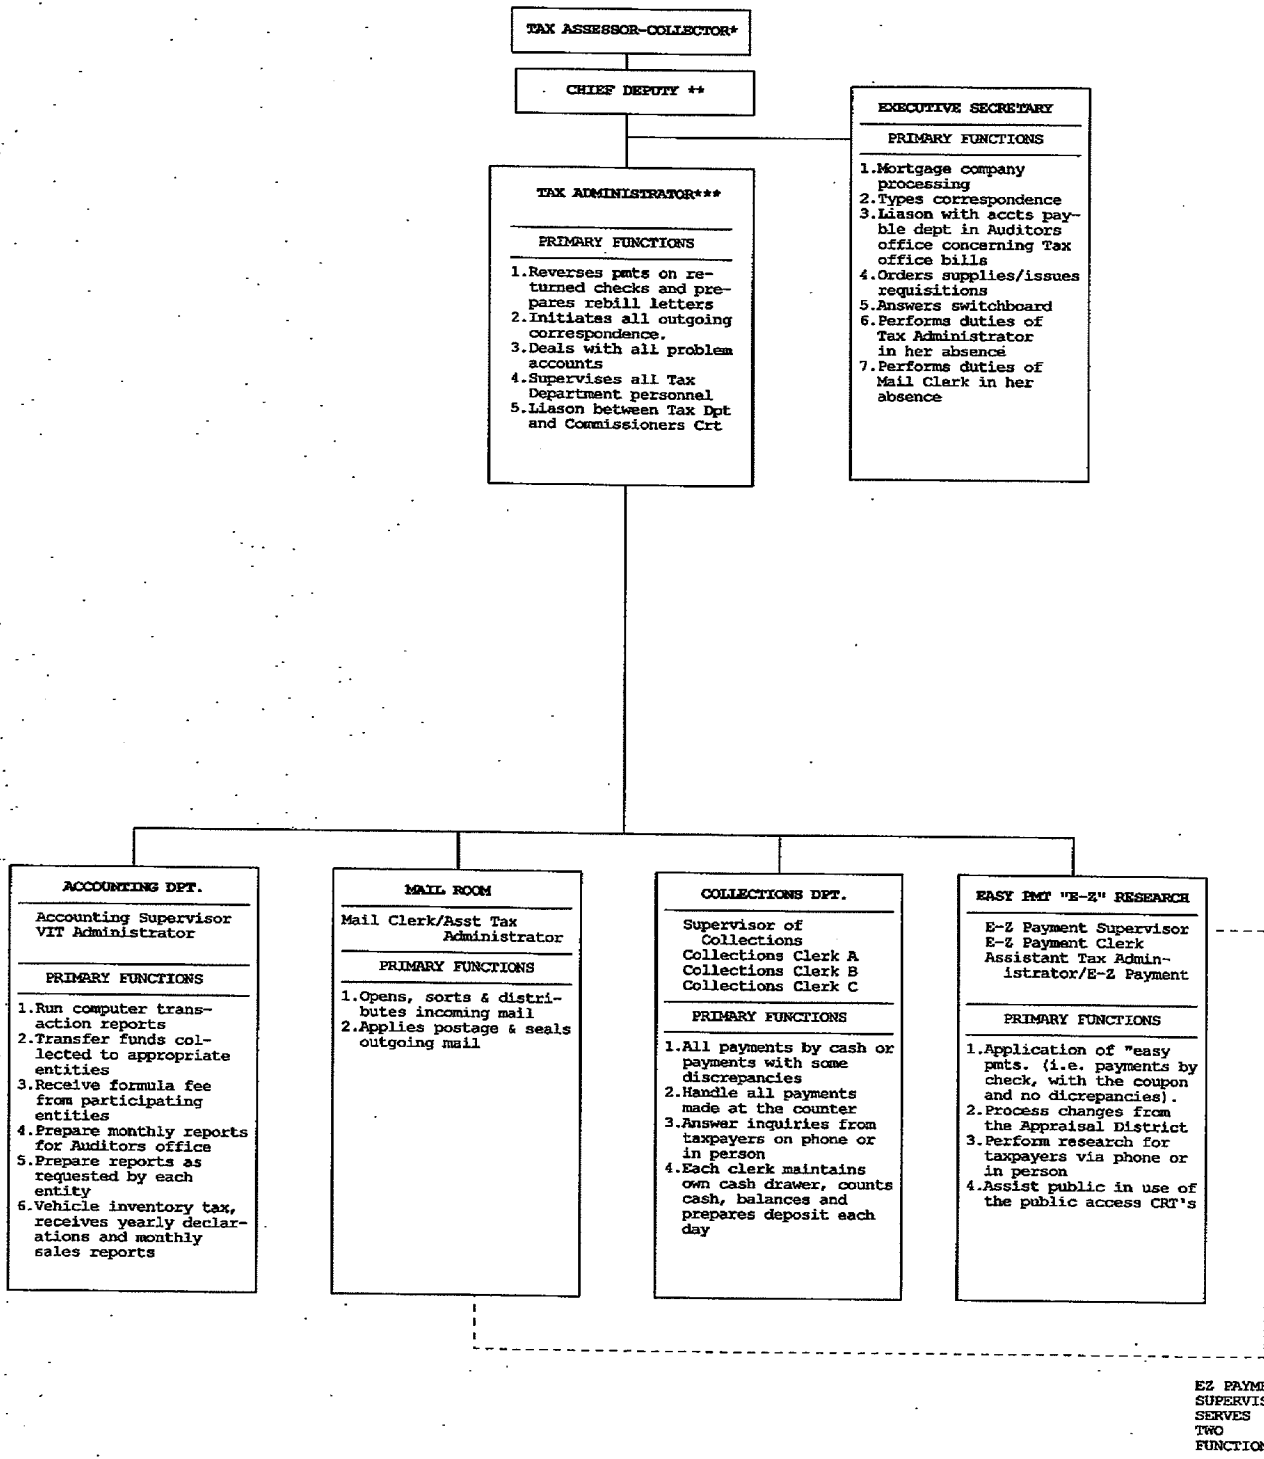 TAX ASSESSOR-COLLECTOR*
CHIEF DEPUTY **
EXECUTIVE SECRETARY
PRIMARY FUNCTIONS
1.Mortgage company
processing
2.Types correspondence
3.Liason with accts pay-
ble dept in Auditors
office concerning Tax
office bills
4.Orders supplies/issues
requisitions
5.Answers switchboard
6.Performs duties of
Tax Administrator
in her absence
7.Performs duties of
Mail Clerk in her
absence
TAX ADMINISTRATOR***
PRIMARY FUNCTIONS
1.Reverses pmts on re-
turned checks and pre-
pares rebill letters
2.Initiates all outgoing
correspondence.
3.Deals with all problem
accounts
4.Supervises all Tax
Department personnel
5.Liason between Tax Dpt
and Commissioners Crt
ACCOUNTING DPT.
Accounting Supervisor
VIT Administrator
PRIMARY FUNCTIONS
1.Run computer trans-
action reports
2.Transfer funds col-
lected to appropriate
entities
3.Receive formula fee
from participating
entities
4.Prepare monthly reports
for Auditors office
5.Prepare reports as
requested by each
entity
6.Vehicle inventory tax,
receives yearly declar-
ations and monthly
sales reports
MAIL ROOM
Mail Clerk/Asst Tax
Administrator
PRIMARY FUNCTIONS
1.Opens, sorts & distri-
butes incoming mail
2.Applies postage & seals
outgoing mail
COLLECTIONS DPT.
Supervisor of
Collections
Collections Clerk A
Collections Clerk B
Collections Clerk C
PRIMARY FUNCTIONS
1.All payments by cash or
payments with some
discrepancies
2.Handle all payments
made at the counter
3.Answer inquiries from
taxpayers on phone or
in person
4.Each clerk maintains
own cash drawer, counts
cash, balances and
prepares deposit each
day
EASY PMT "E-Z" RESEARCH
E-Z Payment Supervisor
E-Z Payment Clerk
Assistant Tax Admin-
istrator/E-Z Payment
PRIMARY FUNCTIONS
1.Application of "easy
pmts. (i.e. payments by
check, with the coupon
and no dicrepancies).
2.Process changes from
the Appraisal District
3.Perform research for
taxpayers via phone or
in person
4.Assist public in use of
the public access CRT's
EZ PAYME
SUPERVIS
SERVES
TWO
FUNCTION